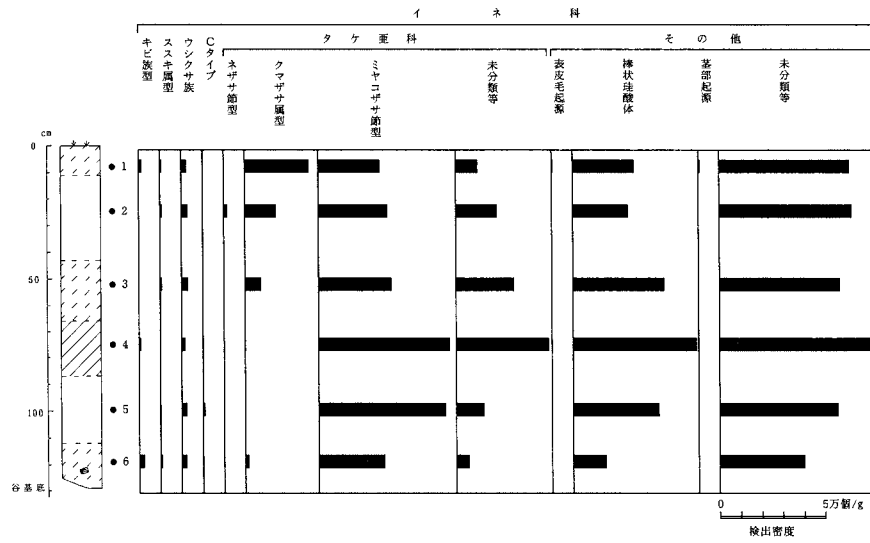 イネ科
タケ亜科
その他
キビ族型
ススキ属型
ウシクサ族
Cタイプ
ネザサ節型
クマザサ属型
ミヤコザサ節型
未分類等
表皮毛起源
棒状珪酸体
茎部起源
未分類等
cm
0
50
100
谷基底
1
2
3
4
5
6
0
5万個/g
検出密度